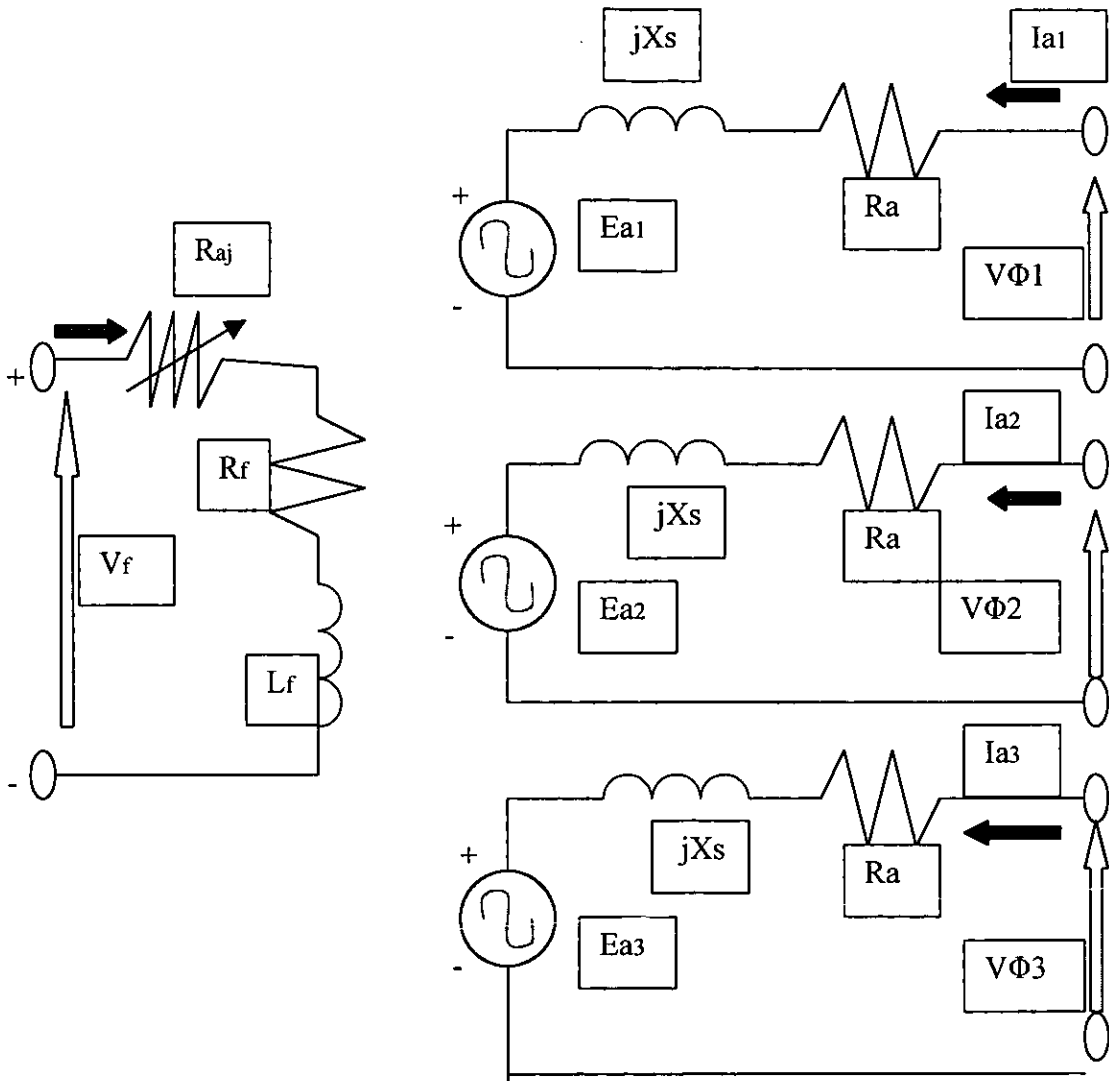 jXs
Ia1
+
Ea1
Ra
VΦ1
-
Raj
+
Rf
Vf
Lf
-
Ia2
jXs
+
Ra
Ea2
VΦ2
-
Ia3
jXs
+
Ra
Ea3
VΦ3
-